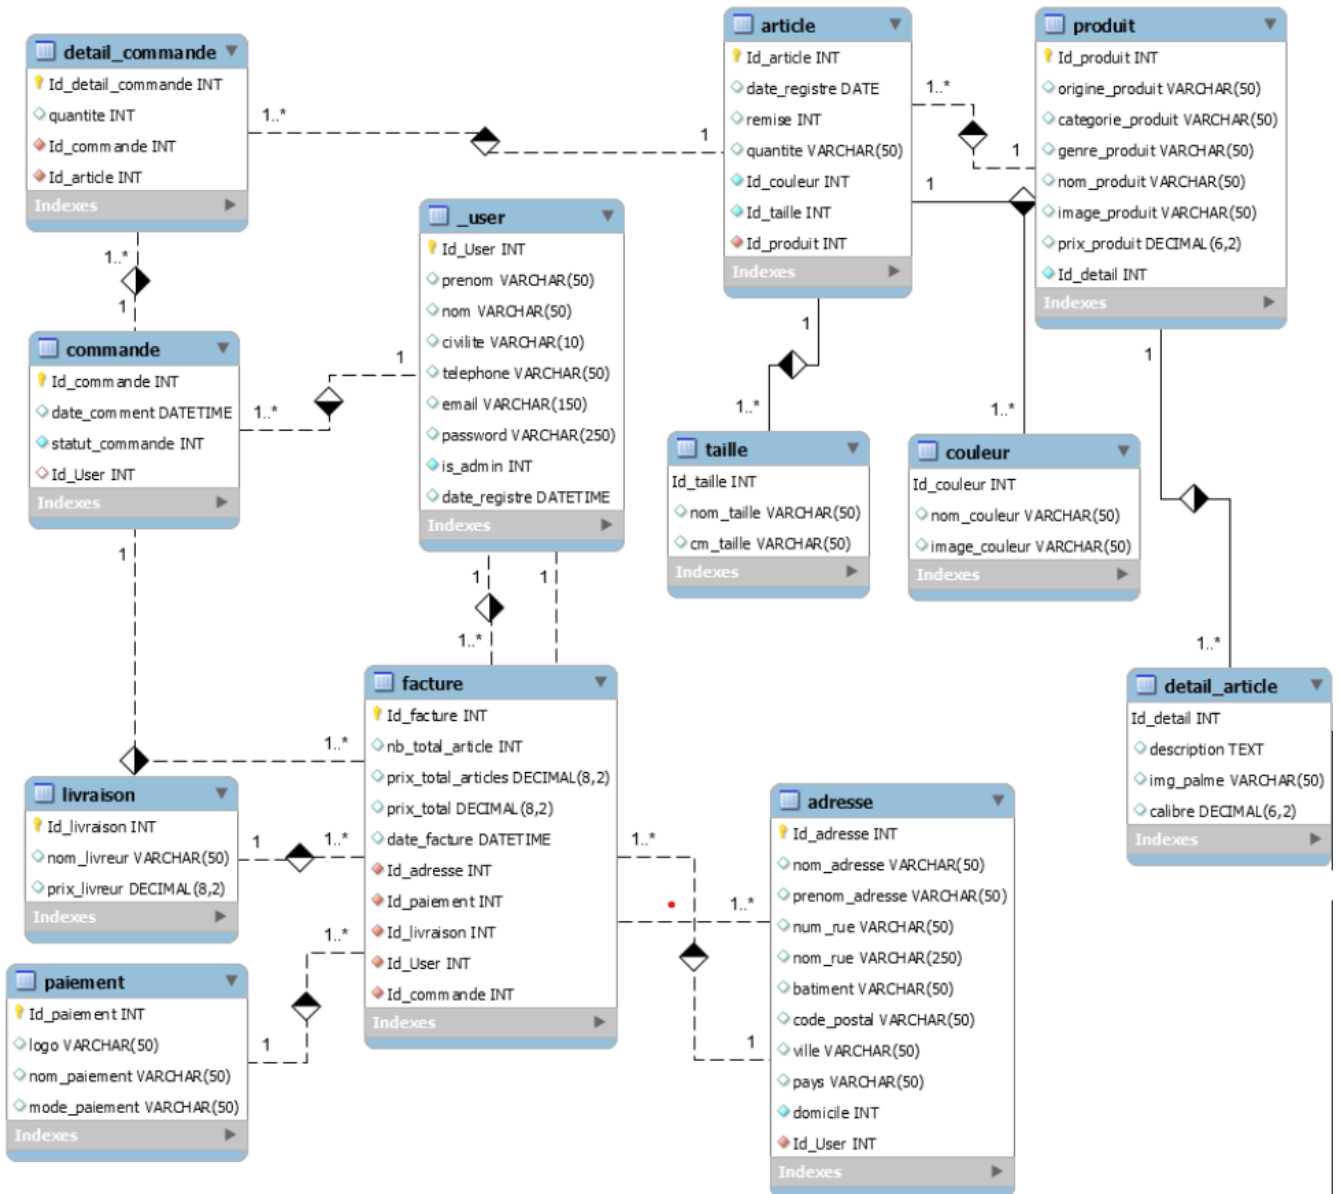 detail_commande
Id_detail_commande INT
quantite INT
Id_commande INT
Id_article INT
Indexes
1..*
1
article
Id_article INT
date_registre DATE
remise INT
quantite VARCHAR(50)
Id_couleur INT
Id_taille INT
Id_produit INT
Indexes
1..*
1
1
produit
Id_produit INT
origine_produit VARCHAR(50)
categorie_produit VARCHAR(50)
genre_produit VARCHAR(50)
nom_produit VARCHAR(50)
image_produit VARCHAR(50)
prix_produit DECIMAL(6,2)
Id_detail INT
Indexes
1..*
1
commande
Id_commande INT
date_comment DATETIME
statut_commande INT
Id_User INT
Indexes
1..*
1
_user
Id_User INT
prenom VARCHAR(50)
nom VARCHAR(50)
civilite VARCHAR(10)
telephone VARCHAR(50)
email VARCHAR(150)
password VARCHAR(250)
is_admin INT
date_registre DATETIME
Indexes
1
1..*
taille
Id_taille INT
nom_taille VARCHAR(50)
cm_taille VARCHAR(50)
Indexes
1..*
couleur
Id_couleur INT
nom_couleur VARCHAR(50)
image_couleur VARCHAR(50)
Indexes
1
1..*
detail_article
Id_detail INT
description TEXT
img_palme VARCHAR(50)
calibre DECIMAL(6,2)
Indexes
1
1
1..*
1
1..*
facture
Id_facture INT
nb_total_article INT
prix_total_articles DECIMAL(8,2)
prix_total DECIMAL(8,2)
date_facture DATETIME
Id_adresse INT
Id_paiement INT
Id_livraison INT
Id_User INT
Id_commande INT
Indexes
livraison
Id_livraison INT
nom_livreur VARCHAR(50)
prix_livreur DECIMAL(8,2)
Indexes
1
1..*
paiement
Id_paiement INT
logo VARCHAR(50)
nom_paiement VARCHAR(50)
mode_paiement VARCHAR(50)
Indexes
1
1..*
1..*
1..*
1
adresse
Id_adresse INT
nom_adresse VARCHAR(50)
prenom_adresse VARCHAR(50)
num_rue VARCHAR(50)
nom_rue VARCHAR(250)
batiment VARCHAR(50)
code_postal VARCHAR(50)
ville VARCHAR(50)
pays VARCHAR(50)
domicile INT
Id_User INT
Indexes